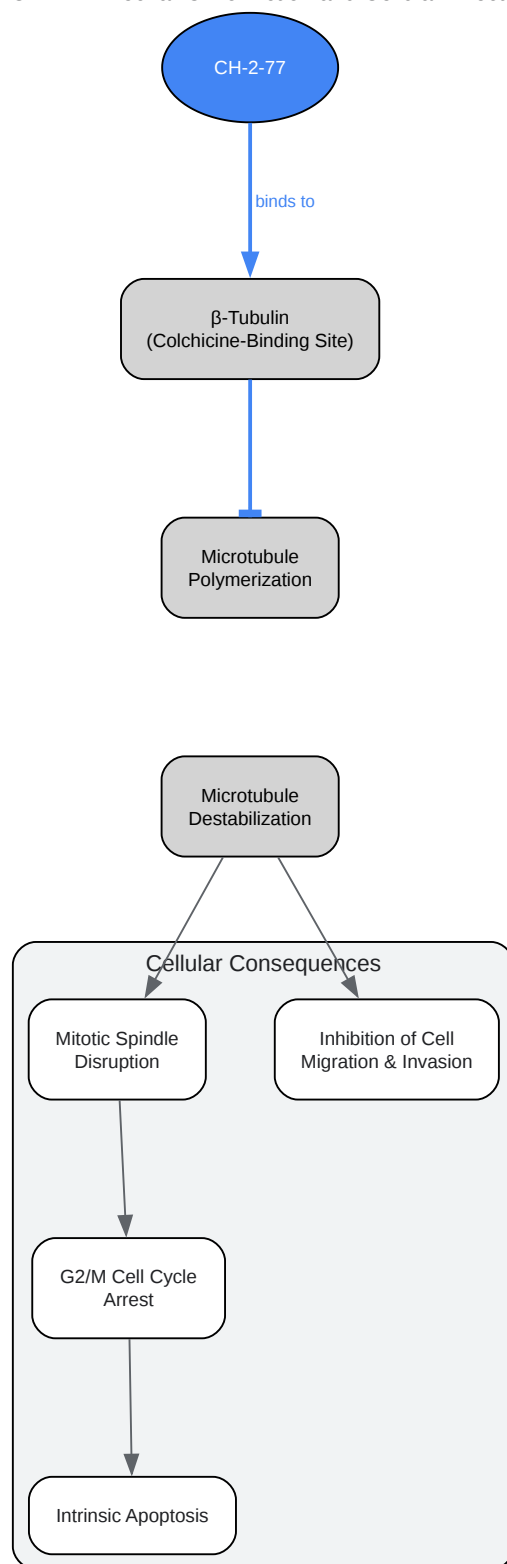 CH-2-77
binds to
β-Tubulin
(Colchicine-Binding Site)
Microtubule
Polymerization
Microtubule
Destabilization
Cellular Consequences
Mitotic Spindle
Disruption
Inhibition of Cell
Migration & Invasion
G2/M Cell Cycle
Arrest
Intrinsic Apoptosis